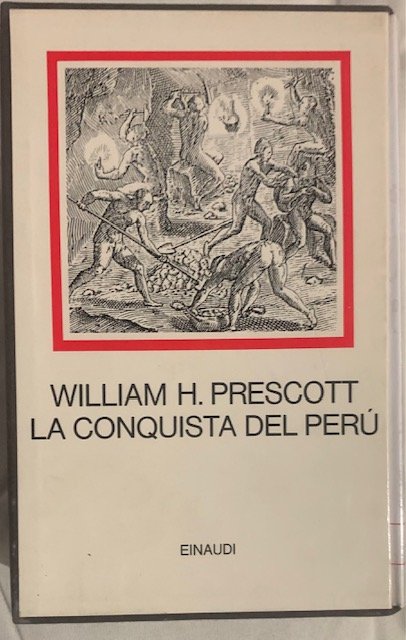 WILLIAM H. PRESCOTT
LA CONQUISTA DEL PERÚ
EINAUDI